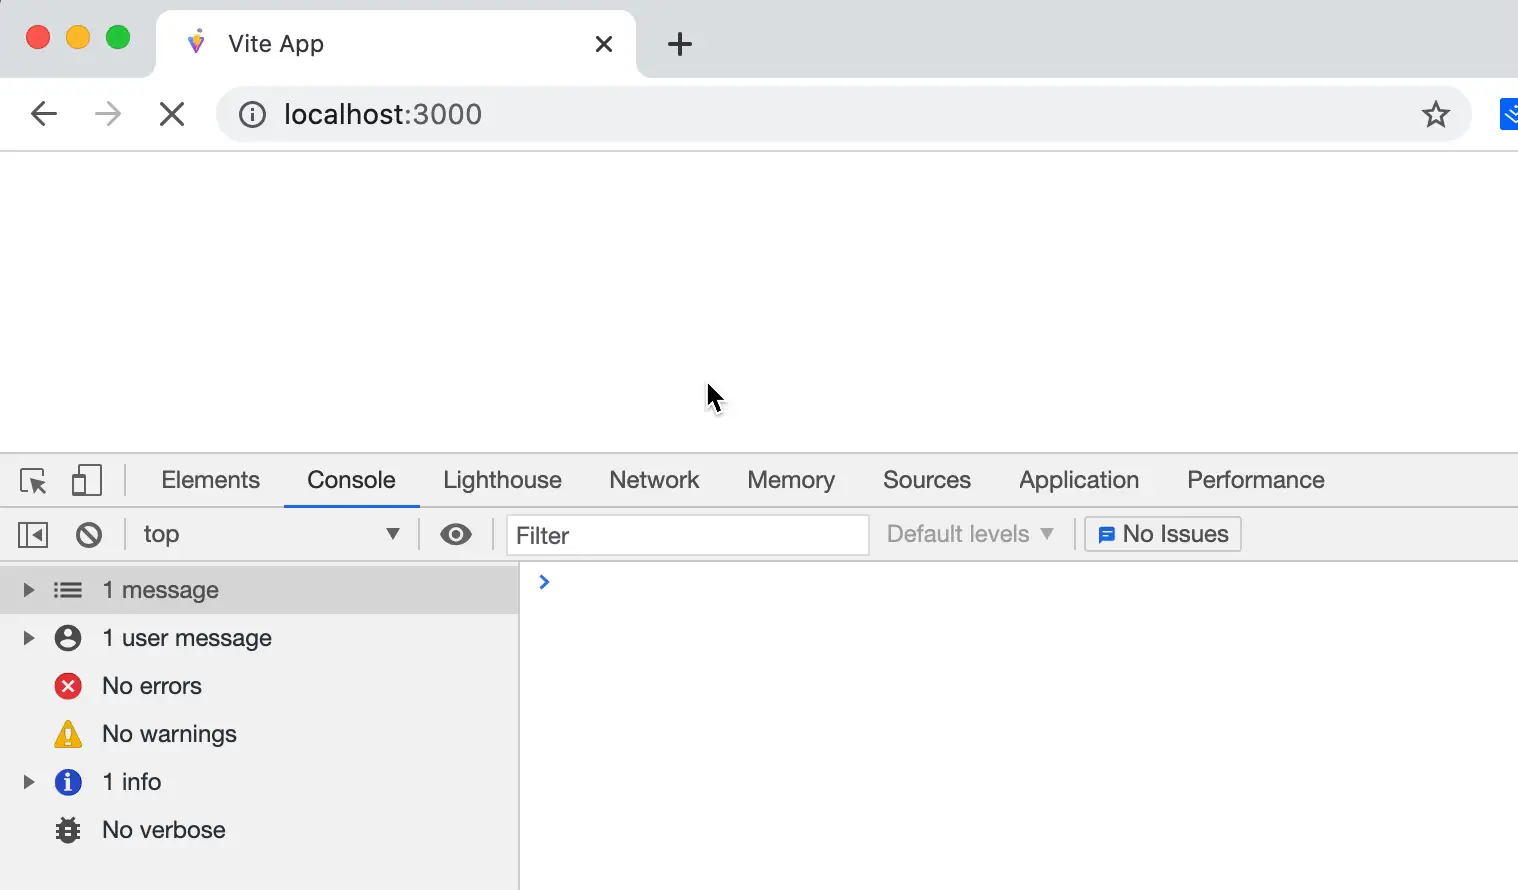 Vite App
localhost:3000
Elements Console Lighthouse Network Memory Sources Application Performance
top Filter Default levels No Issues
1 message
1 user message
No errors
No warnings
1 info
No verbose